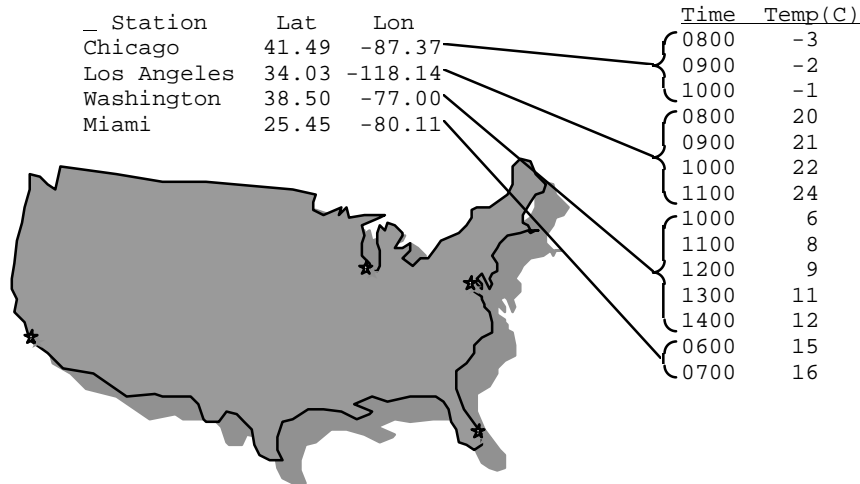 _ Station Lat Lon
Chicago 41.49 -87.37
Los Angeles 34.03 -118.14
Washington 38.50 -77.00
Miami 25.45 -80.11
Time Temp(C)
0800 -3
0900 -2
1000 -1
0800 20
0900 21
1000 22
1100 24
1000 6
1100 8
1200 9
1300 11
1400 12
0600 15
0700 16